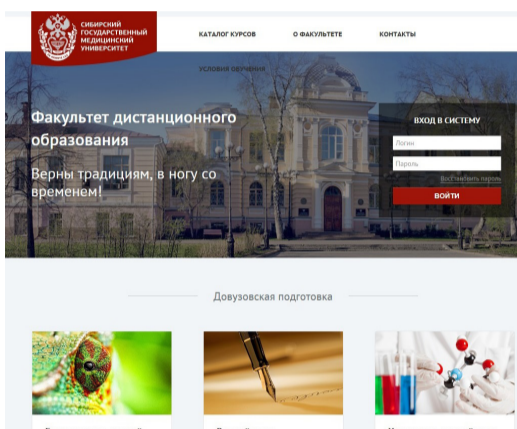 СИБИРСКИЙ
ГОСУДАРСТВЕННЫЙ
МЕДИЦИНСКИЙ
УНИВЕРСИТЕТ
КАТАЛОГ КУРСОВ
О ФАКУЛЬТЕТЕ
КОНТАКТЫ
УСЛОВИЯ ОБУЧЕНИЯ
Факультет дистанционного
образования
Верны традициям, в ногу со
временем!
ВХОД В СИСТЕМУ
Логин
Пароль
Восстановить пароль
ВОЙТИ
Довузовская подготовка